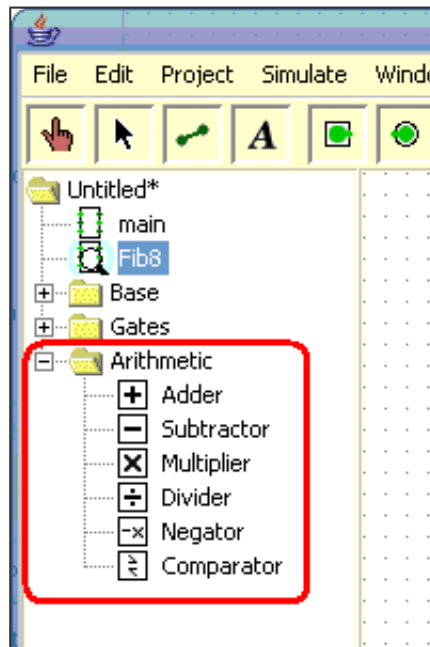 File Edit Project Simulate Windo
A
Untitled*
main
Fib8
Base
Gates
Arithmetic
Adder
Subtractor
Multiplier
Divider
Negator
Comparator